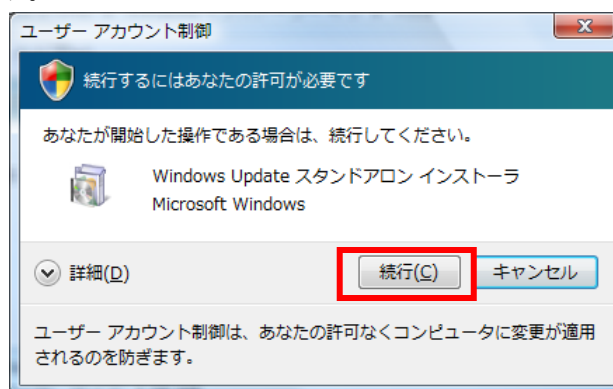 ユーザー アカウント制御
続行するにはあなたの許可が必要です
あなたが開始した操作である場合は、続行してください。
Windows Update スタンドアロン インストーラ
Microsoft Windows
詳細(D)
続行(C)
キャンセル
ユーザー アカウント制御は、あなたの許可なくコンピュータに変更が適用
されるのを防ぎます。